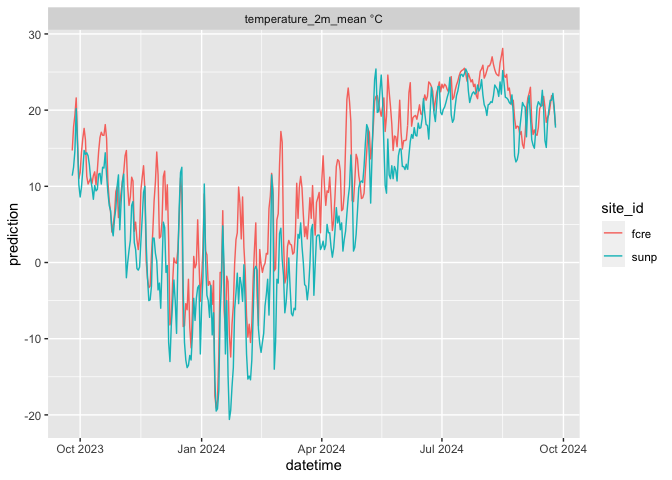 temperature_2m_mean °C
30
20
10
0
-10
-20
prediction
Oct 2023
Jan 2024
Apr 2024
Jul 2024
Oct 2024
datetime
site_id
fcre
sunp